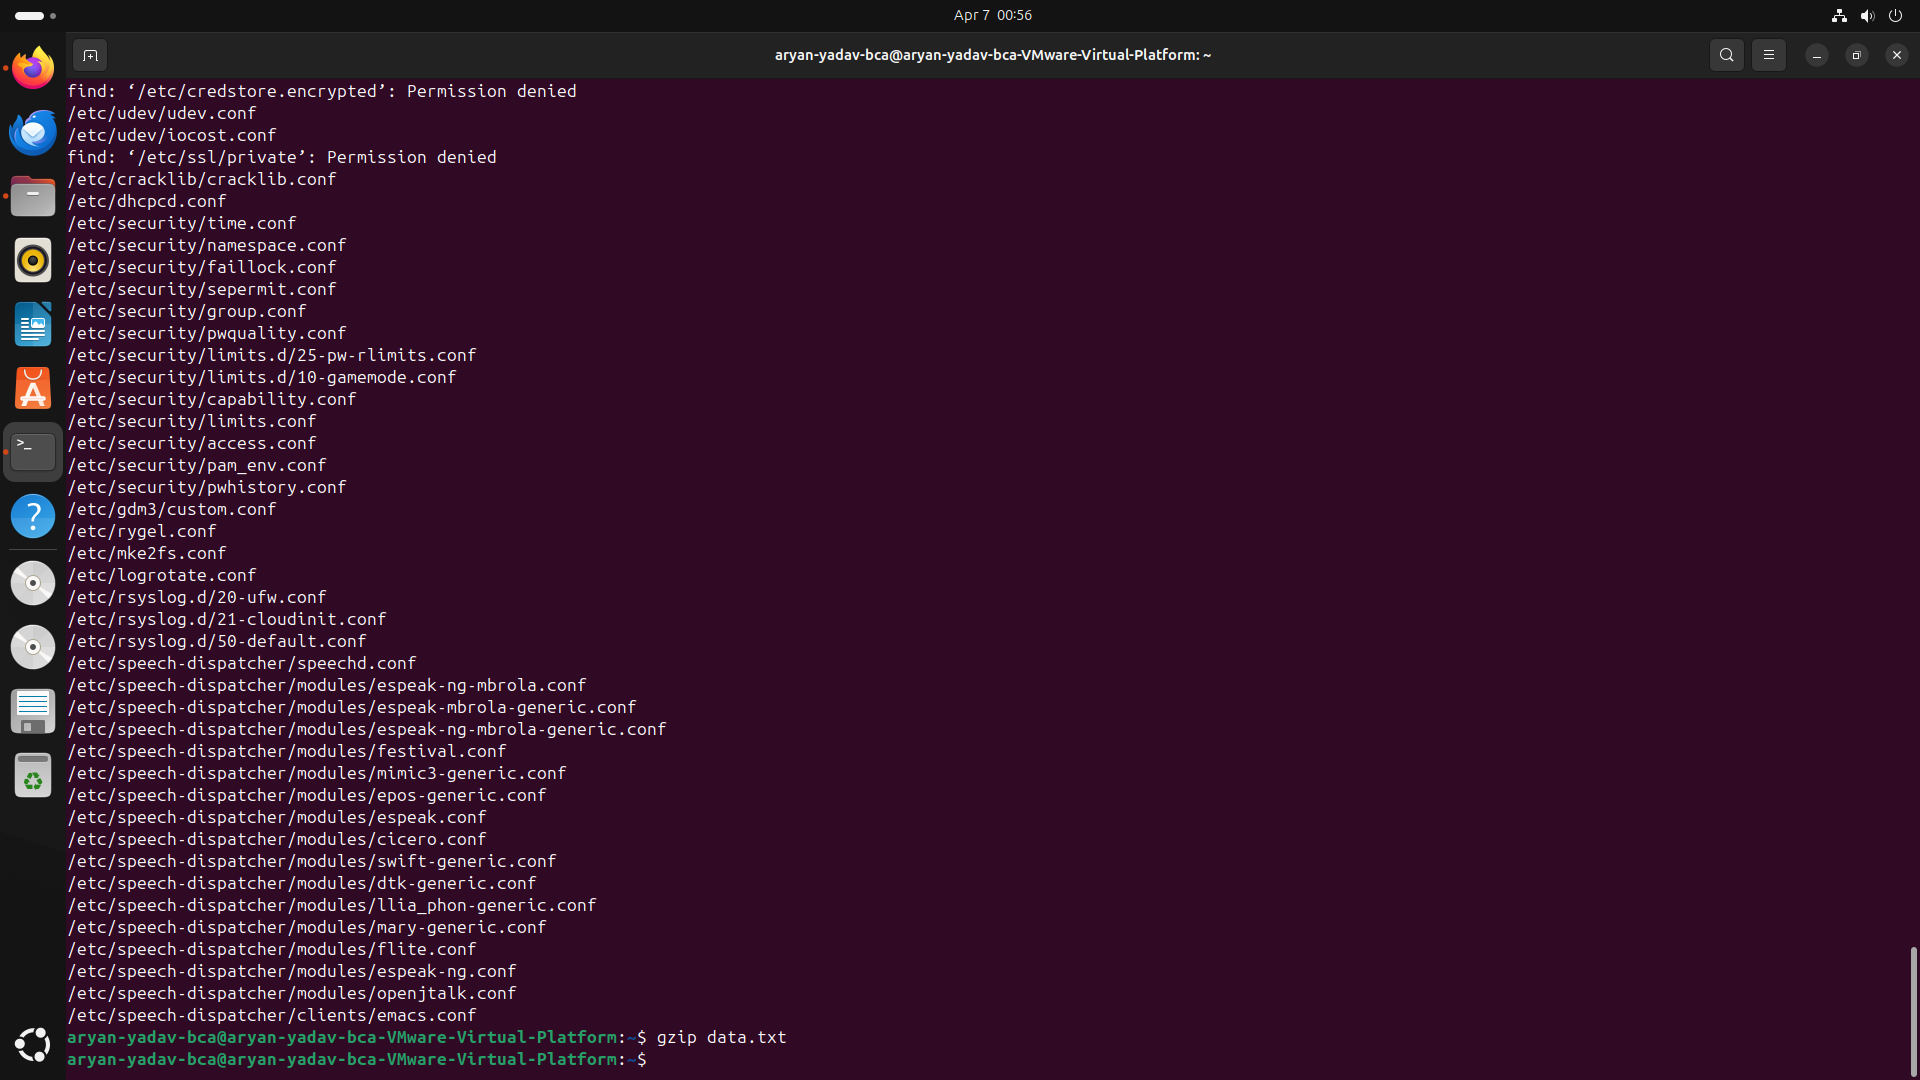 Apr 7 00:56
aryan-yadav-bca@aryan-yadav-bca-VMware-Virtual-Platform: ~
find: ‘/etc/credstore.encrypted’: Permission denied
/etc/udev/udev.conf
/etc/udev/iocost.conf
find: ‘/etc/ssl/private’: Permission denied
/etc/cracklib/cracklib.conf
/etc/dhcpcd.conf
/etc/security/time.conf
/etc/security/namespace.conf
/etc/security/faillock.conf
/etc/security/sepermit.conf
/etc/security/group.conf
/etc/security/pwquality.conf
/etc/security/limits.d/25-pw-rlimits.conf
/etc/security/limits.d/10-gamemode.conf
/etc/security/capability.conf
/etc/security/limits.conf
/etc/security/access.conf
/etc/security/pam_env.conf
/etc/security/pwhistory.conf
/etc/gdm3/custom.conf
/etc/rygel.conf
/etc/mke2fs.conf
/etc/logrotate.conf
/etc/rsyslog.d/20-ufw.conf
/etc/rsyslog.d/21-cloudinit.conf
/etc/rsyslog.d/50-default.conf
/etc/speech-dispatcher/speechd.conf
/etc/speech-dispatcher/modules/espeak-ng-mbrola.conf
/etc/speech-dispatcher/modules/espeak-mbrola-generic.conf
/etc/speech-dispatcher/modules/espeak-ng-mbrola-generic.conf
/etc/speech-dispatcher/modules/festival.conf
/etc/speech-dispatcher/modules/mimic3-generic.conf
/etc/speech-dispatcher/modules/epos-generic.conf
/etc/speech-dispatcher/modules/espeak.conf
/etc/speech-dispatcher/modules/cicero.conf
/etc/speech-dispatcher/modules/swift-generic.conf
/etc/speech-dispatcher/modules/dtk-generic.conf
/etc/speech-dispatcher/modules/llia_phon-generic.conf
/etc/speech-dispatcher/modules/mary-generic.conf
/etc/speech-dispatcher/modules/flite.conf
/etc/speech-dispatcher/modules/espeak-ng.conf
/etc/speech-dispatcher/modules/openjtalk.conf
/etc/speech-dispatcher/clients/emacs.conf
aryan-yadav-bca@aryan-yadav-bca-VMware-Virtual-Platform:~$ gzip data.txt
aryan-yadav-bca@aryan-yadav-bca-VMware-Virtual-Platform:~$